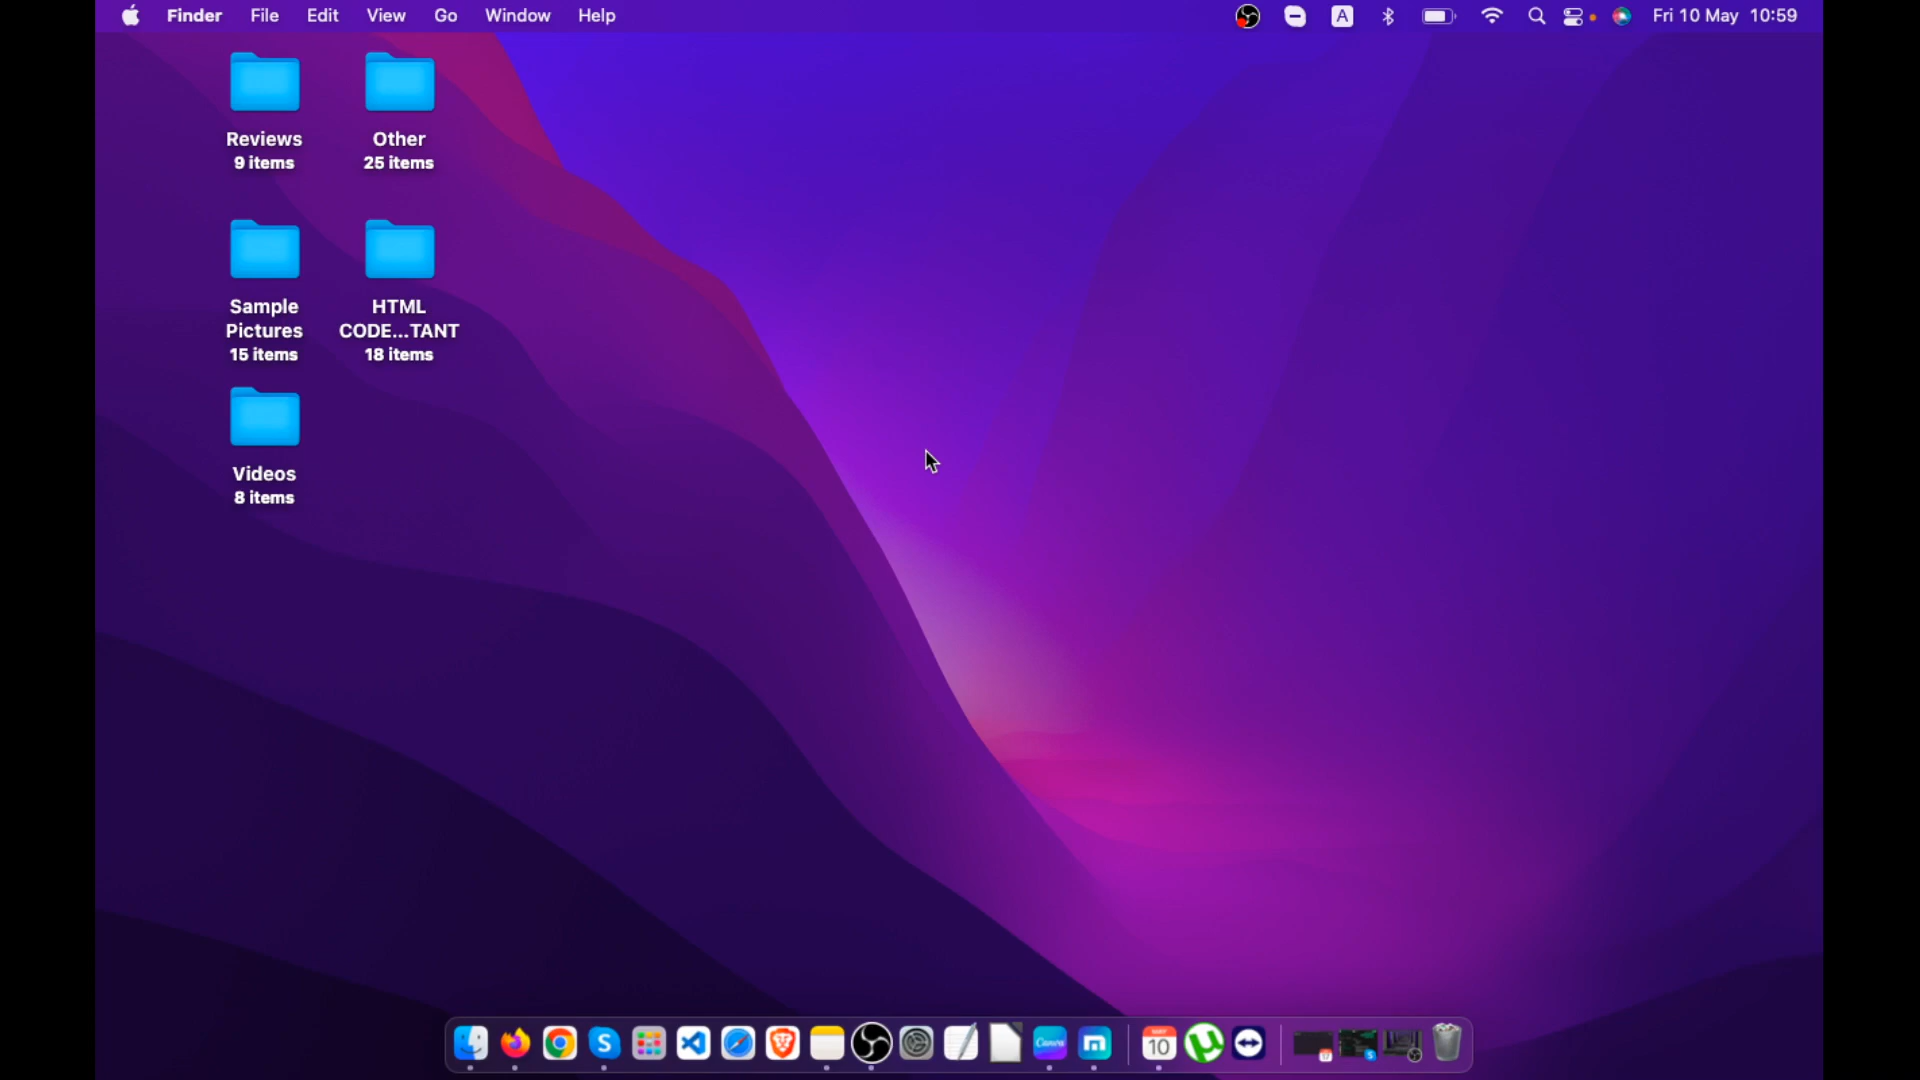 Finder File Edit View Go Window Help A Fri 10 May 10:59
Reviews
9 items
Other
25 items
Sample
Pictures
15 items
HTML
CODE...TANT
18 items
Videos
8 items
S Canva 10